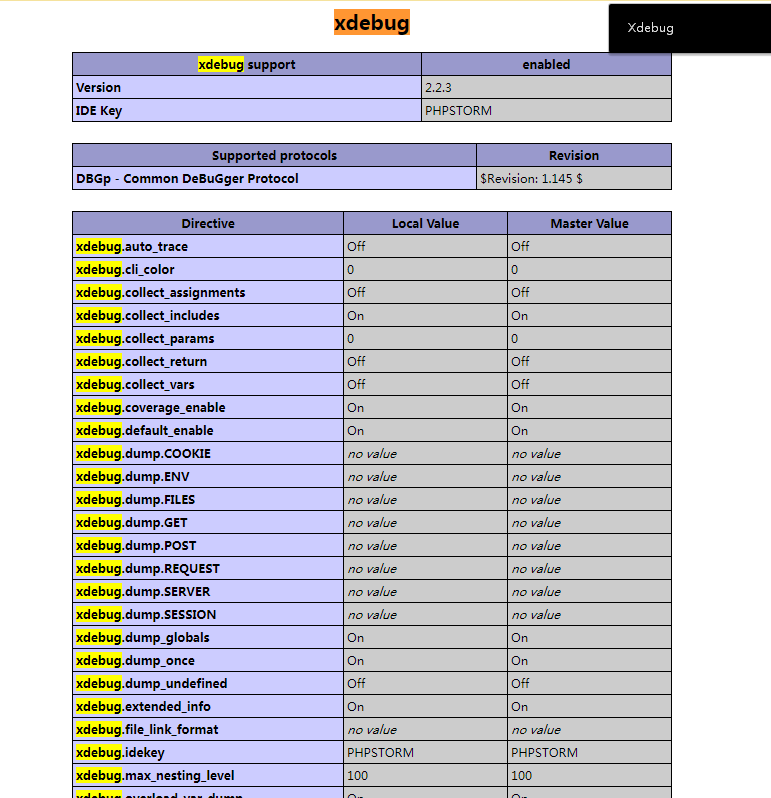 xdebug
Xdebug
xdebug support enabled
Version 2.2.3
IDE Key PHPSTORM
Supported protocols Revision
DBGp - Common DeBuGger Protocol $Revision: 1.145 $
Directive Local Value Master Value
xdebug.auto_trace Off Off
xdebug.cli_color 0 0
xdebug.collect_assignments Off Off
xdebug.collect_includes On On
xdebug.collect_params 0 0
xdebug.collect_return Off Off
xdebug.collect_vars Off Off
xdebug.coverage_enable On On
xdebug.default_enable On On
xdebug.dump.COOKIE no value no value
xdebug.dump.ENV no value no value
xdebug.dump.FILES no value no value
xdebug.dump.GET no value no value
xdebug.dump.POST no value no value
xdebug.dump.REQUEST no value no value
xdebug.dump.SERVER no value no value
xdebug.dump.SESSION no value no value
xdebug.dump_globals On On
xdebug.dump_once On On
xdebug.dump_undefined Off Off
xdebug.extended_info On On
xdebug.file_link_format no value no value
xdebug.idekey PHPSTORM PHPSTORM
xdebug.max_nesting_level 100 100
xdebug.overload_var_dump On On